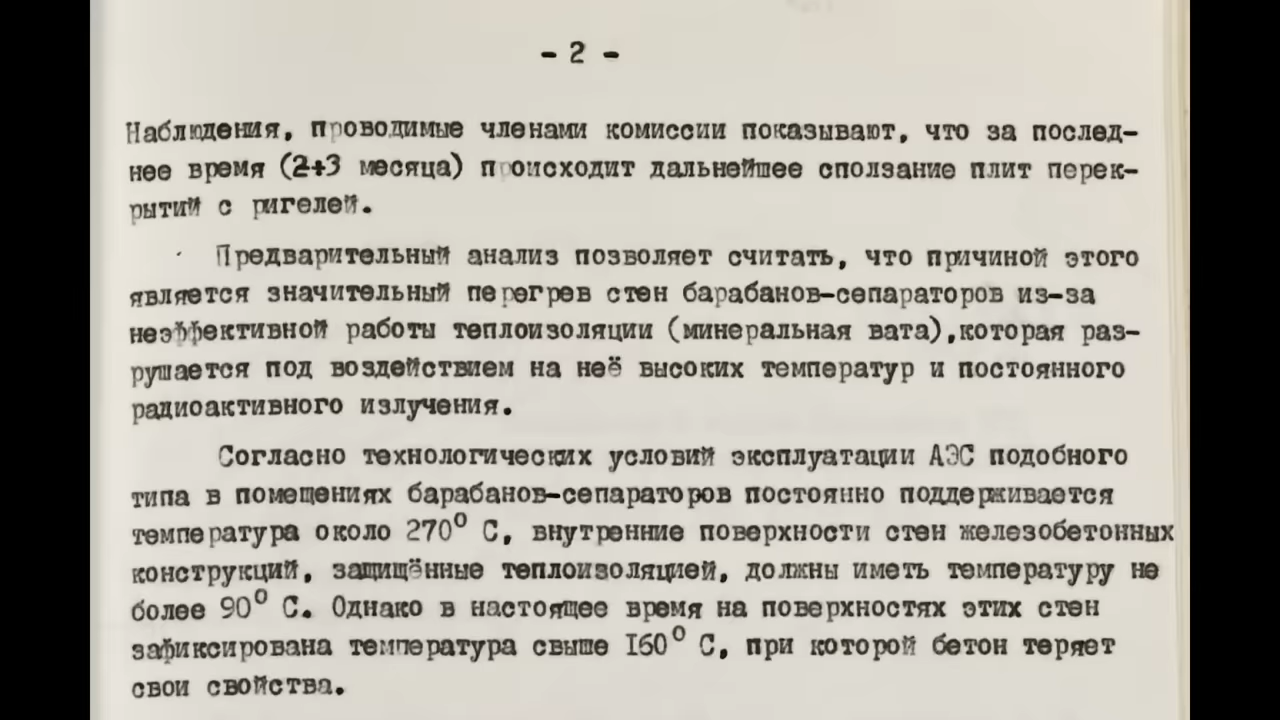 - 2 -
Наблюдения, проводимые членами комиссии показывают, что за послед-
нее время (2+3 месяца) происходит дальнейшее сползание плит перек-
рытий с ригелей.
Предварительный анализ позволяет считать, что причиной этого
является значительный перегрев стен барабанов-сепараторов из-за
неэффективной работы теплоизоляции (минеральная вата),которая раз-
рушается под воздействием на неё высоких температур и постоянного
радиоактивного излучения.
Согласно технологических условий эксплуатации АЭС подобного
типа в помещениях барабанов-сепараторов постоянно поддерживается
температура около 270° С, внутренние поверхности стен железобетонных
конструкций, защищённые теплоизоляцией, должны иметь температуру не
более 90° С. Однако в настоящее время на поверхностях этих стен
зафиксирована температура свыше 160° С, при которой бетон теряет
свои свойства.